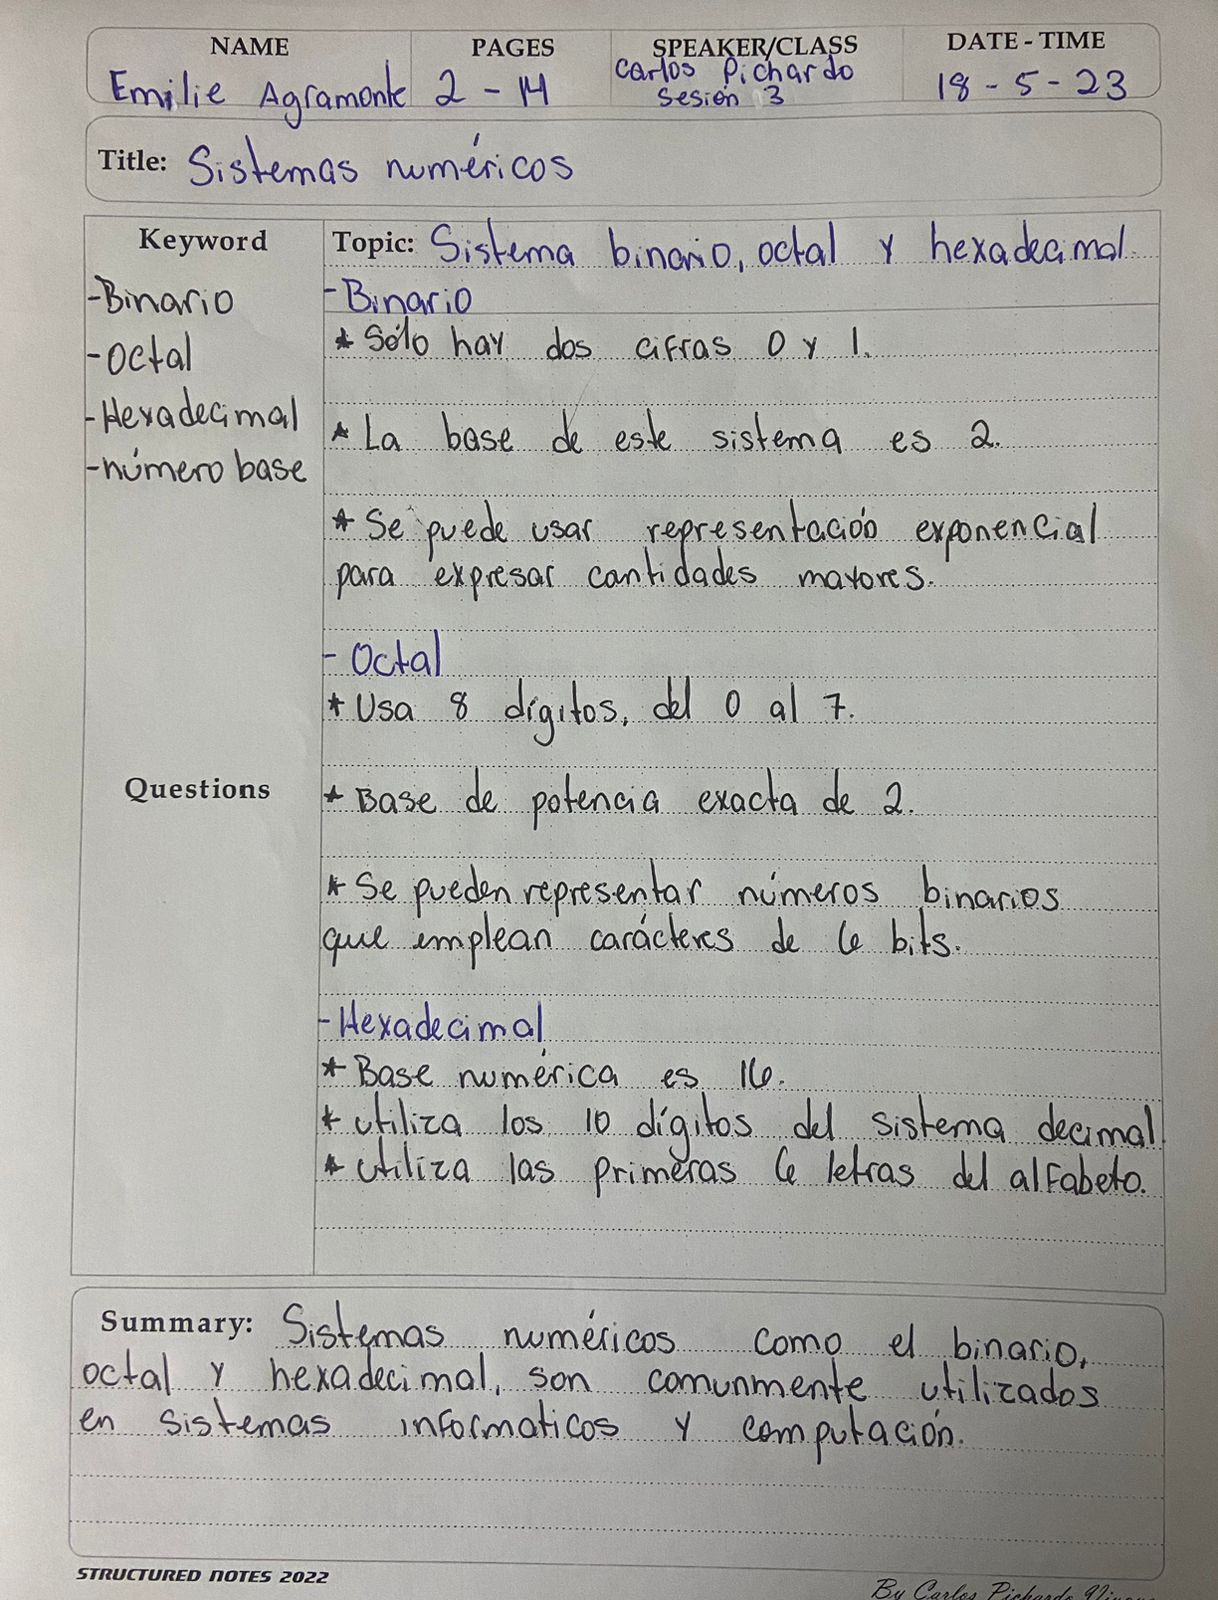 NAME PAGES SPEAKER/CLASS DATE - TIME
Emilie Agramonte 2 - 14 Carlos Pichardo Sesión 3 18 - 5 - 23
Title: Sistemas numéricos
Keyword
-Binario
-Octal
-Hexadecimal
-número base
Questions
Topic: Sistema binario, octal y hexadecimal.
- Binario
* Sólo hay dos cifras 0 y 1.
* La base de este sistema es 2.
* Se puede usar representación exponencial
para expresar cantidades mayores.
- Octal
* Usa 8 dígitos, del 0 al 7.
* Base de potencia exacta de 2.
* Se pueden representar números binarios
que emplean carácteres de 6 bits.
- Hexadecimal
* Base numérica es 16.
* utiliza los 10 dígitos del sistema decimal.
* utiliza las primeras 6 letras del alfabeto.
Summary: Sistemas numéricos como el binario,
octal y hexadecimal, son comunmente utilizados
en sistemas informaticos y computación.
STRUCTURED NOTES 2022
By Carlos Pichardo